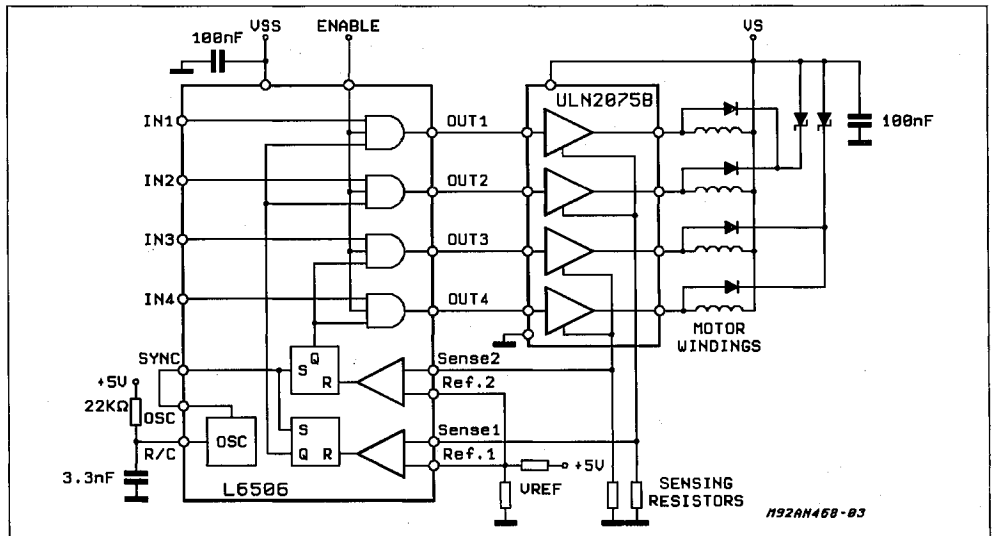 VSS ENABLE VS
100nF
ULN2075B
IN1 OUT1 100nF
IN2 OUT2
IN3 OUT3
IN4 OUT4
MOTOR
WINDINGS
SYNC Q Sense2
S R Ref.2
+5V
22KΩ OSC
S Sense1
R/C OSC Q R Ref.1
+5V
3.3nF VREF SENSING
RESISTORS
L6506
M92AN468-03